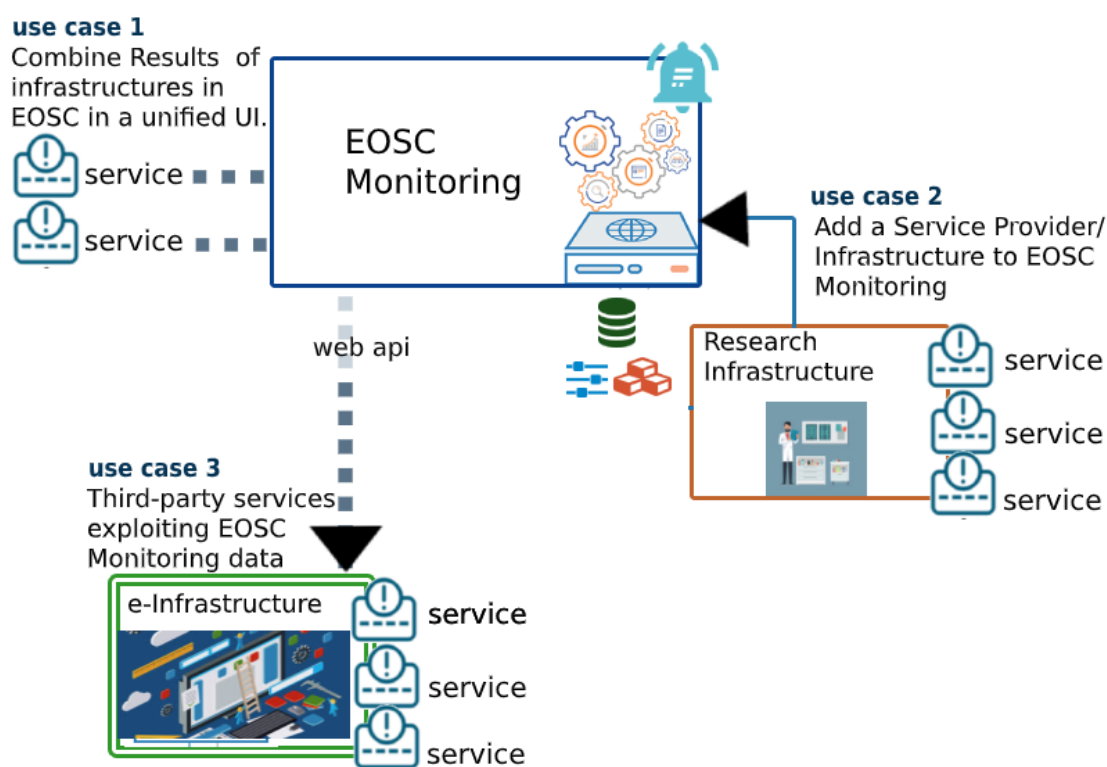 use case 1
Combine Results of
infrastructures in
EOSC in a unified UI.
service
service
EOSC
Monitoring
use case 2
Add a Service Provider/
Infrastructure to EOSC
Monitoring
web api
Research
Infrastructure
service
service
service
use case 3
Third-party services
exploiting EOSC
Monitoring data
e-Infrastructure
service
service
service